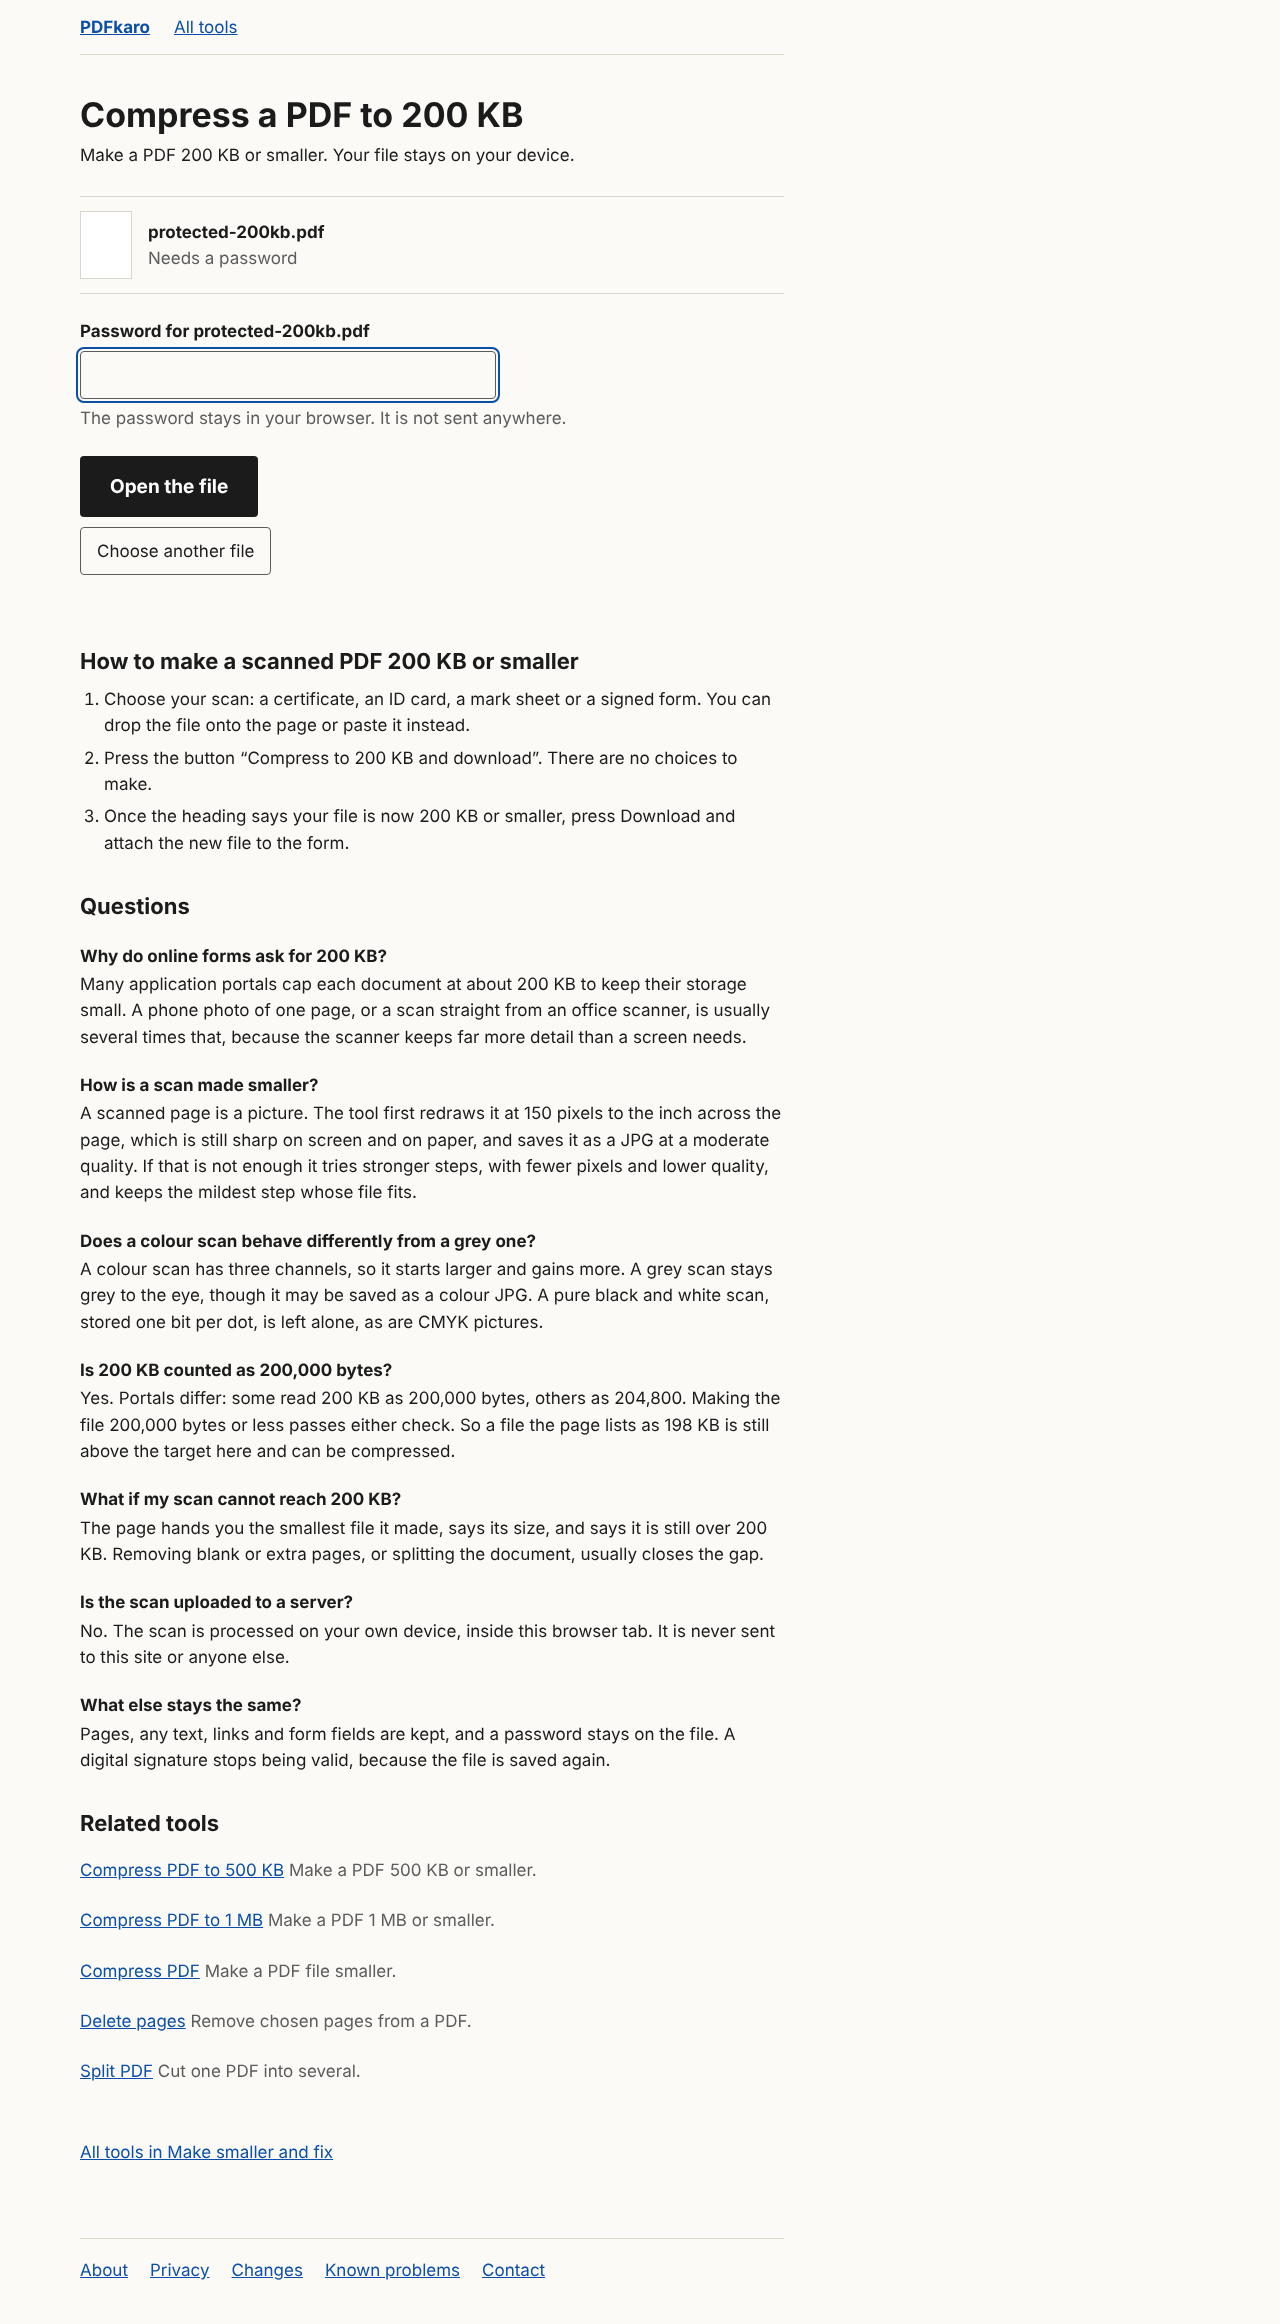 PDFkaro All tools
Compress a PDF to 200 KB
Make a PDF 200 KB or smaller. Your file stays on your device.
protected-200kb.pdf
Needs a password
Password for protected-200kb.pdf
The password stays in your browser. It is not sent anywhere.
Open the file
Choose another file
How to make a scanned PDF 200 KB or smaller
1. Choose your scan: a certificate, an ID card, a mark sheet or a signed form. You can
drop the file onto the page or paste it instead.
2. Press the button “Compress to 200 KB and download”. There are no choices to
make.
3. Once the heading says your file is now 200 KB or smaller, press Download and
attach the new file to the form.
Questions
Why do online forms ask for 200 KB?
Many application portals cap each document at about 200 KB to keep their storage
small. A phone photo of one page, or a scan straight from an office scanner, is usually
several times that, because the scanner keeps far more detail than a screen needs.
How is a scan made smaller?
A scanned page is a picture. The tool first redraws it at 150 pixels to the inch across the
page, which is still sharp on screen and on paper, and saves it as a JPG at a moderate
quality. If that is not enough it tries stronger steps, with fewer pixels and lower quality,
and keeps the mildest step whose file fits.
Does a colour scan behave differently from a grey one?
A colour scan has three channels, so it starts larger and gains more. A grey scan stays
grey to the eye, though it may be saved as a colour JPG. A pure black and white scan,
stored one bit per dot, is left alone, as are CMYK pictures.
Is 200 KB counted as 200,000 bytes?
Yes. Portals differ: some read 200 KB as 200,000 bytes, others as 204,800. Making the
file 200,000 bytes or less passes either check. So a file the page lists as 198 KB is still
above the target here and can be compressed.
What if my scan cannot reach 200 KB?
The page hands you the smallest file it made, says its size, and says it is still over 200
KB. Removing blank or extra pages, or splitting the document, usually closes the gap.
Is the scan uploaded to a server?
No. The scan is processed on your own device, inside this browser tab. It is never sent
to this site or anyone else.
What else stays the same?
Pages, any text, links and form fields are kept, and a password stays on the file. A
digital signature stops being valid, because the file is saved again.
Related tools
Compress PDF to 500 KB Make a PDF 500 KB or smaller.
Compress PDF to 1 MB Make a PDF 1 MB or smaller.
Compress PDF Make a PDF file smaller.
Delete pages Remove chosen pages from a PDF.
Split PDF Cut one PDF into several.
All tools in Make smaller and fix
About Privacy Changes Known problems Contact